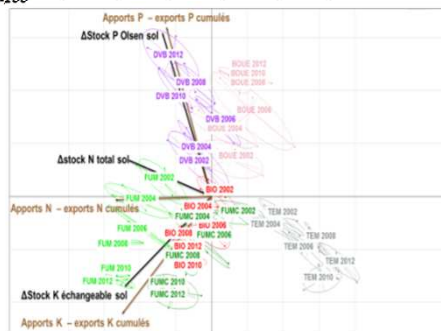 Apports P – exports P cumulés
ΔStock P Olsen sol
DVB 2012
BOUE 2012
BOUE 2010
BOUE 2008
DVB 2008
DVB 2010
BOUE 2006
DVB 2006
BOUE 2004
DVB 2004
DVB 2002
BOUE 2002
Δstock N total sol
FUM 2002
BIO 2002
FUM 2004
Apports N – exports N cumulés
BIO 2004
FUMC 2002
FUMC 2004
TEM 2002
TEM 2004
FUM 2006
BIO 2006
BIO 2008
FUMC 2006
TEM 2008
FUM 2008
BIO 2012
TEM 2006
FUMC 2008
BIO 2010
FUM 2010
TEM 2010
FUM 2012
FUMC 2010
FUMC 2012
ΔStock K échangeable sol
Apports K – exports K cumulés